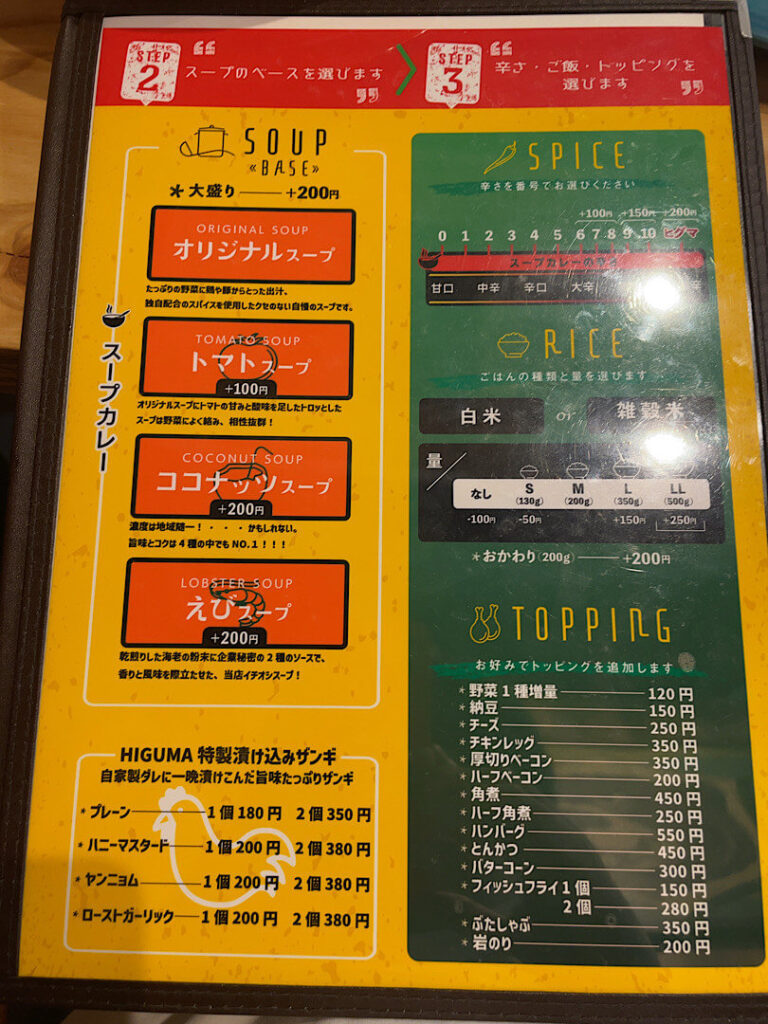 STEP 2
“スープのベースを選びます”
STEP 3
“辛さ・ご飯・トッピングを
選びます”
SOUP
«BASE»
*大盛り — +200円
スープカレー
ORIGINAL SOUP
オリジナルスープ
たっぷりの野菜に鶏や豚からとった出汁、
独自配合のスパイスを使用したクセのない自慢のスープです。
TOMATO SOUP
トマトスープ
+100円
オリジナルスープにトマトの甘みと酸味を足したトロッとした
スープは野菜によく絡み、相性抜群！
COCONUT SOUP
ココナッツスープ
+200円
濃度は地域随一！・・・かもしれない。
旨味とコクは4種の中でもNO.1！！！
LOBSTER SOUP
えびスープ
+200円
乾煎りした海老の粉末に企業秘密の2種のソースで、
香りと風味を際立たせた、当店イチオシスープ！
HIGUMA 特製漬け込みザンギ
自家製ダレに一晩漬けこんだ旨味たっぷりザンギ
*プレーン — 1個180円 2個350円
*ハニーマスタード — 1個200円 2個380円
*ヤンニョム — 1個200円 2個380円
*ローストガーリック — 1個200円 2個380円
SPICE
辛さを番号でお選びください
+100円 +150円 +200円
0 1 2 3 4 5 6 7 8 9 10 ヒグマ
スープカレーの
甘口 中辛 辛口 大辛
RICE
ごはんの種類と量を選びます
白米 or 雑穀米
量
なし S M L LL
(130g) (200g) (350g) (500g)
-100円 -50円 +150円 +250円
*おかわり(200g) — +200円
TOPPING
お好みでトッピングを追加します
*野菜1種増量 — 120円
*納豆 — 150円
*チーズ — 250円
*チキンレッグ — 350円
*厚切りベーコン — 350円
*ハーフベーコン — 200円
*角煮 — 450円
*ハーフ角煮 — 250円
*ハンバーグ — 550円
*とんかつ — 450円
*バターコーン — 300円
*フィッシュフライ1個 — 150円
2個 — 280円
*ぶたしゃぶ — 350円
*岩のり — 200円